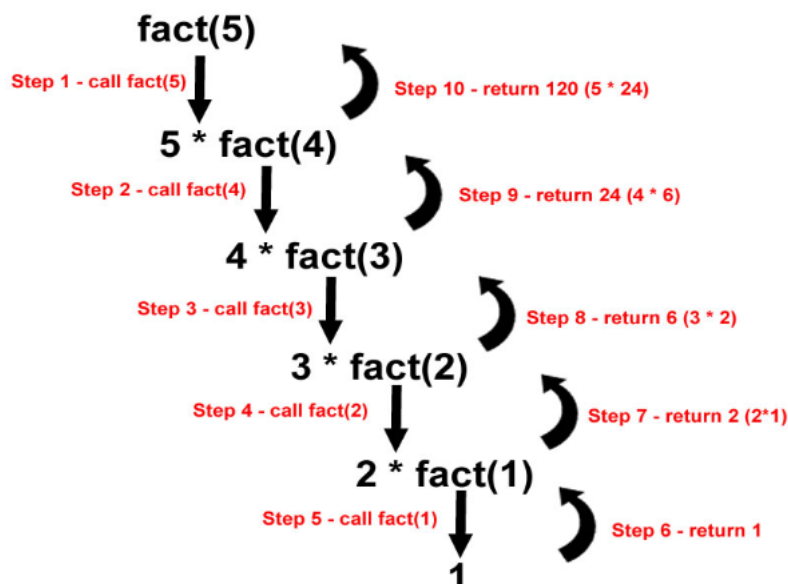 fact(5)
Step 1 - call fact(5)
Step 10 - return 120 (5 * 24)
5 * fact(4)
Step 2 - call fact(4)
Step 9 - return 24 (4 * 6)
4 * fact(3)
Step 3 - call fact(3)
Step 8 - return 6 (3 * 2)
3 * fact(2)
Step 4 - call fact(2)
Step 7 - return 2 (2*1)
2 * fact(1)
Step 5 - call fact(1)
Step 6 - return 1
1